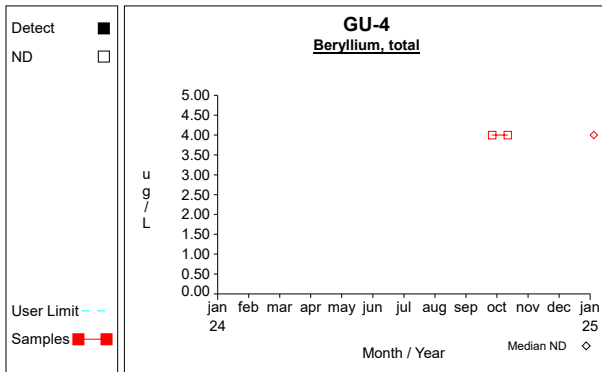 Detect
ND
User Limit
Samples
GU-4
Beryllium, total
ug/L
5.00
4.50
4.00
3.50
3.00
2.50
2.00
1.50
1.00
0.50
0.00
jan feb mar apr may jun jul aug sep oct nov dec jan
24 25
Month / Year
Median ND